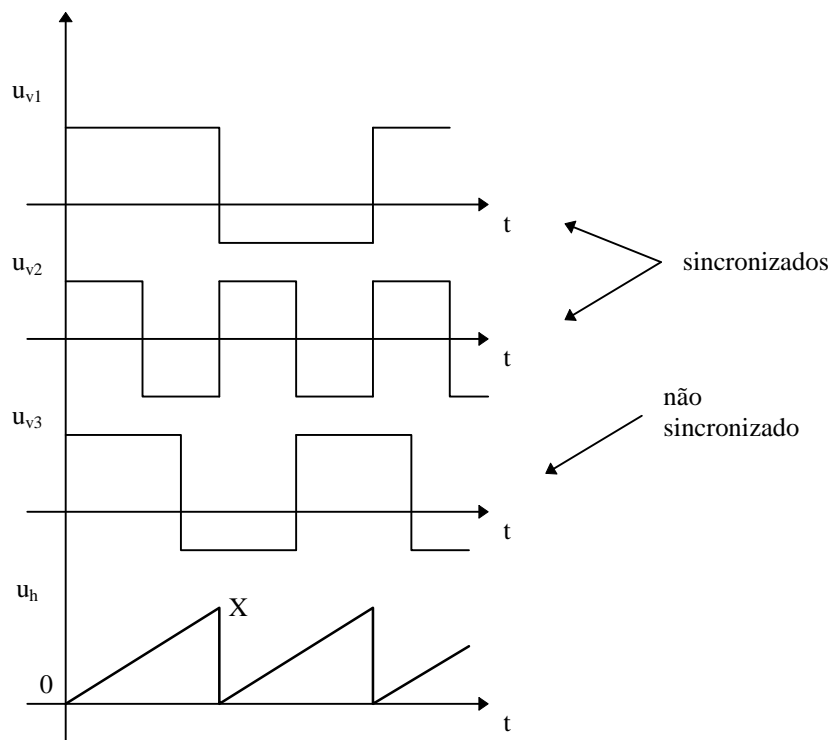 u_v1
t
u_v2
sincronizados
t
não
sincronizado
u_v3
t
u_h
X
0
t